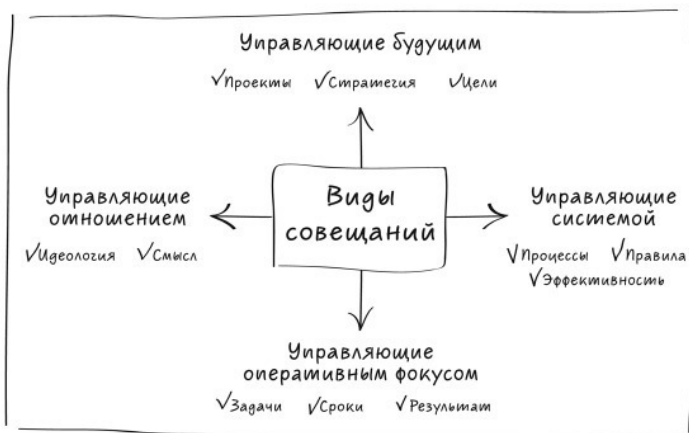 Управляющие будущим
✓Проекты ✓Стратегия ✓Цели
Управляющие
отношением
✓Идеология ✓Смысл
Виды
совещаний
Управляющие
системой
✓Процессы ✓Правила
✓Эффективность
Управляющие
оперативным фокусом
✓Задачи ✓Сроки ✓Результат